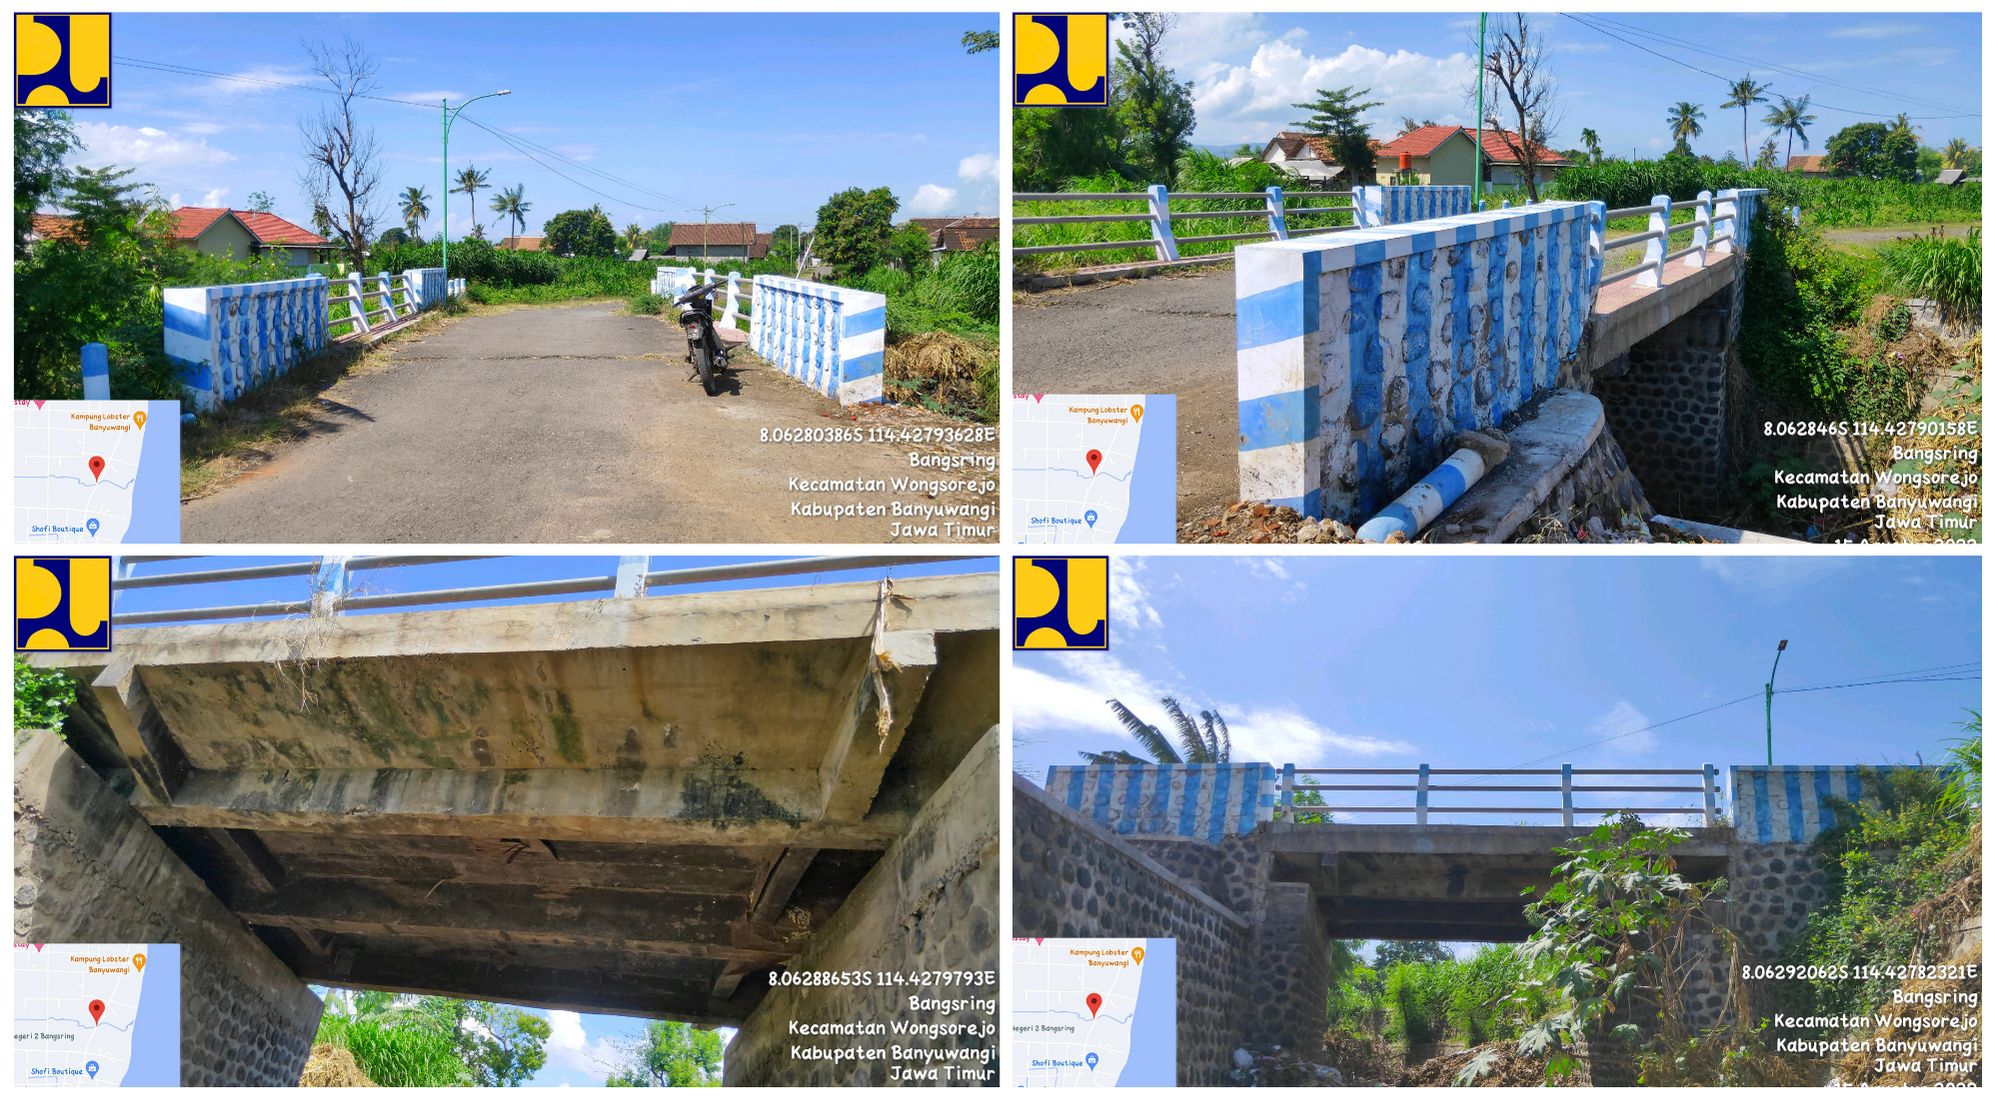 Kampung Lobster
Banyuwangi
Shofi Boutique
8.06280386S 114.42793628E
Bangsring
Kecamatan Wongsorejo
Kabupaten Banyuwangi
Jawa Timur
Kampung Lobster
Banyuwangi
Shofi Boutique
8.062846S 114.42790158E
Bangsring
Kecamatan Wongsorejo
Kabupaten Banyuwangi
Jawa Timur
Kampung Lobster
Banyuwangi
egeri 2 Bangsring
Shofi Boutique
8.06288653S 114.4279793E
Bangsring
Kecamatan Wongsorejo
Kabupaten Banyuwangi
Jawa Timur
Kampung Lobster
Banyuwangi
Negeri 2 Bangsring
Shofi Boutique
8.06292062S 114.42782321E
Bangsring
Kecamatan Wongsorejo
Kabupaten Banyuwangi
Jawa Timur